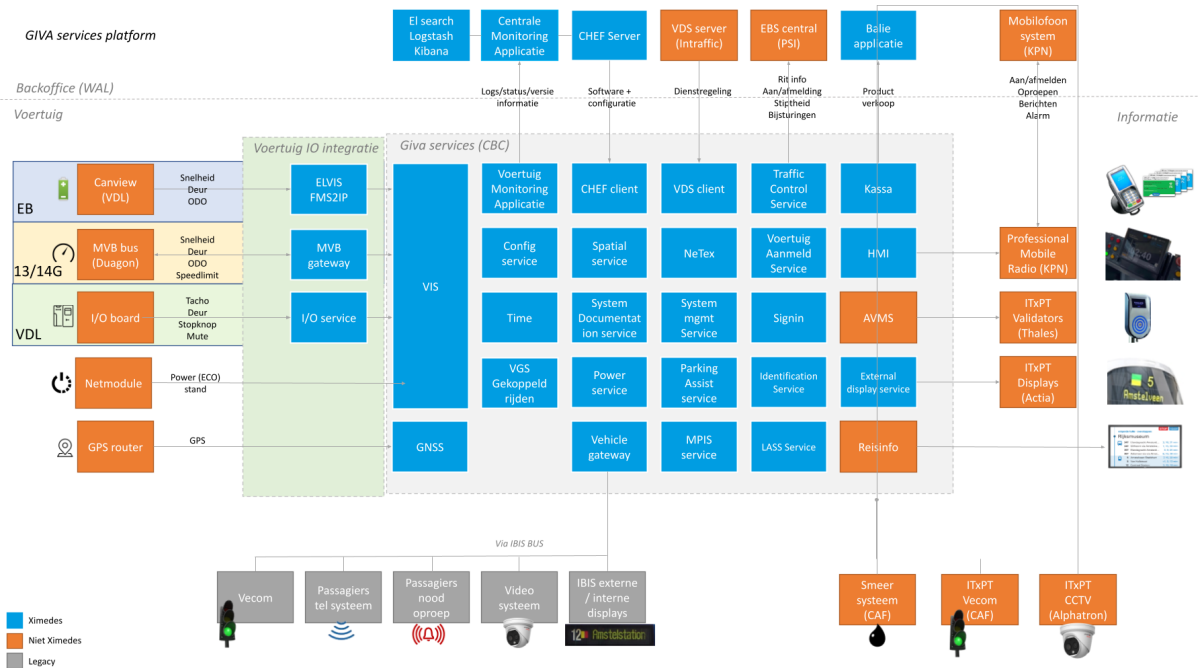 GIVA services platform
El search
Logstash
Kibana
Centrale
Monitoring
Applicatie
CHEF Server
VDS server
(Intraffic)
EBS central
(PSI)
Balie
applicatie
Mobilofoon
system
(KPN)
Backoffice (WAL)
Logs/status/versie
informatie
Software +
configuratie
Dienstregeling
Rit info
Aan/afmelding
Stiptheid
Bijsturingen
Product
verkoop
Aan/afmelden
Oproepen
Berichten
Alarm
Voertuig
Informatie
Voertuig IO integratie
Giva services (CBC)
EB
Canview
(VDL)
Snelheid
Deur
ODO
ELVIS
FMS2IP
VIS
Voertuig
Monitoring
Applicatie
CHEF client
VDS client
Traffic
Control
Service
Kassa
13/14G
MVB bus
(Duagon)
Snelheid
Deur
ODO
Speedlimit
MVB
gateway
Config
service
Spatial
service
NeTex
Voertuig
Aanmeld
Service
HMI
Professional
Mobile
Radio (KPN)
VDL
I/O board
Tacho
Deur
Stopknop
Mute
I/O service
Time
System
Documentat
ion service
System
mgmt
Service
Signin
AVMS
ITxPT
Validators
(Thales)
Netmodule
Power (ECO)
stand
VGS
Gekoppeld
rijden
Power
service
Parking
Assist
service
Identification
Service
External
display service
ITxPT
Displays
(Actia)
5
Amstelveen
GPS router
GPS
GNSS
Vehicle
gateway
MPIS
service
LASS Service
Reisinfo
Rijksmuseum
Via IBIS BUS
Vecom
Passagiers
tel systeem
Passagiers
nood
oproep
Video
systeem
IBIS externe
/ interne
displays
12 Amstelstation
Smeer
systeem
(CAF)
ITxPT
Vecom
(CAF)
ITxPT
CCTV
(Alphatron)
Ximedes
Niet Ximedes
Legacy